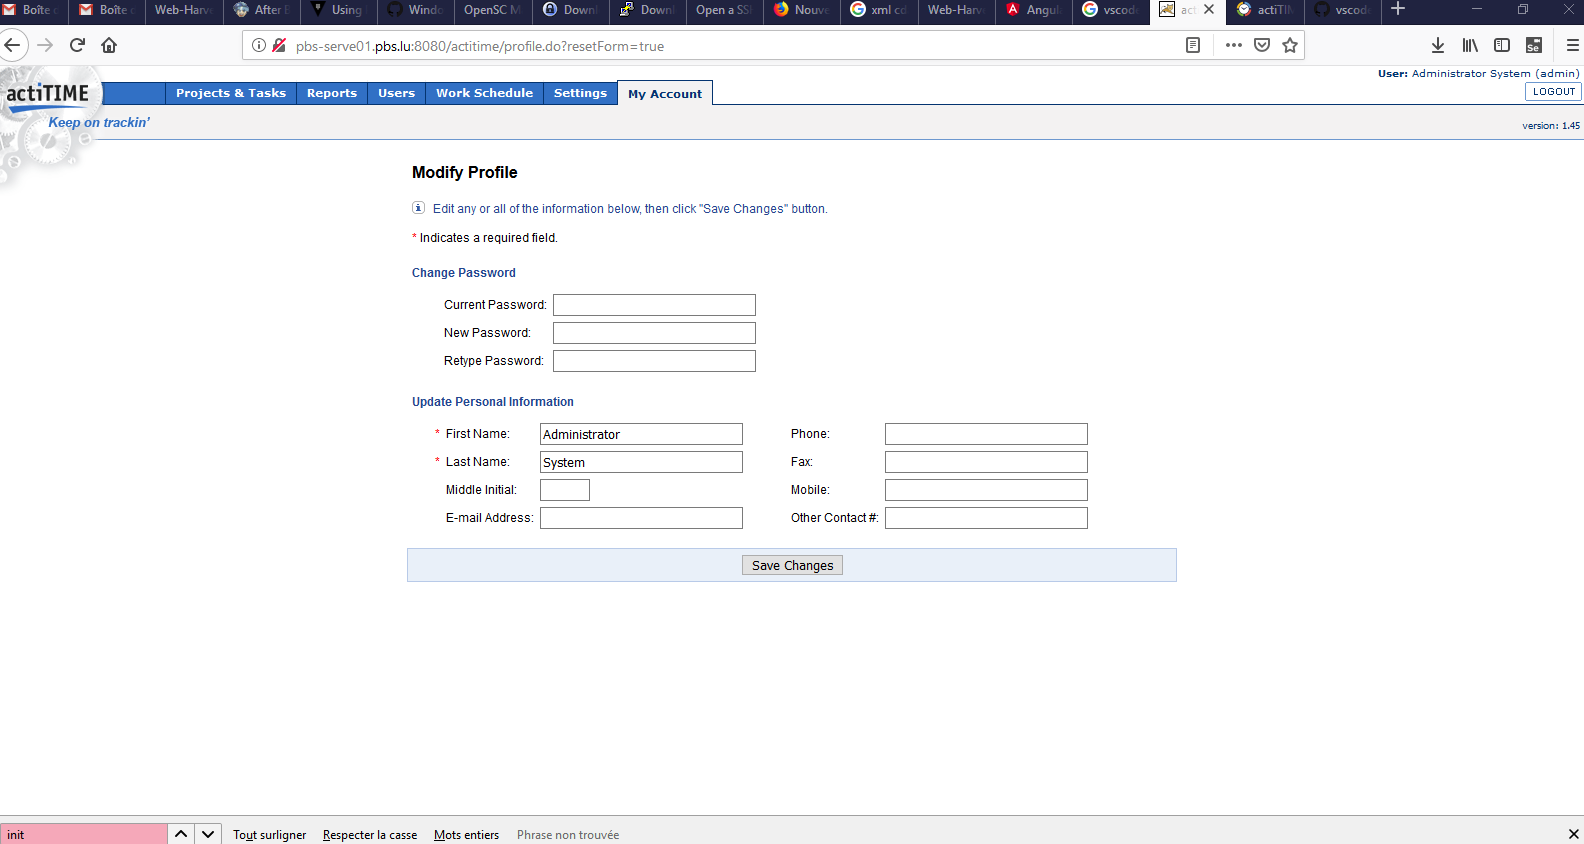 Boîte Boîte Web-Harv After Using Windo OpenSC M Downl Downl Open a SS Nouve xml cd Web-Harv Angul vscod act actiTI vscod
pbs-serve01.pbs.lu:8080/actitime/profile.do?resetForm=true
User: Administrator System (admin)
actiTIME Projects & Tasks Reports Users Work Schedule Settings My Account LOGOUT
Keep on trackin' version: 1.45
Modify Profile
Edit any or all of the information below, then click "Save Changes" button.
* Indicates a required field.
Change Password
Current Password:
New Password:
Retype Password:
Update Personal Information
* First Name: Administrator Phone:
* Last Name: System Fax:
Middle Initial: Mobile:
E-mail Address: Other Contact #:
Save Changes
init Tout surligner Respecter la casse Mots entiers Phrase non trouvée